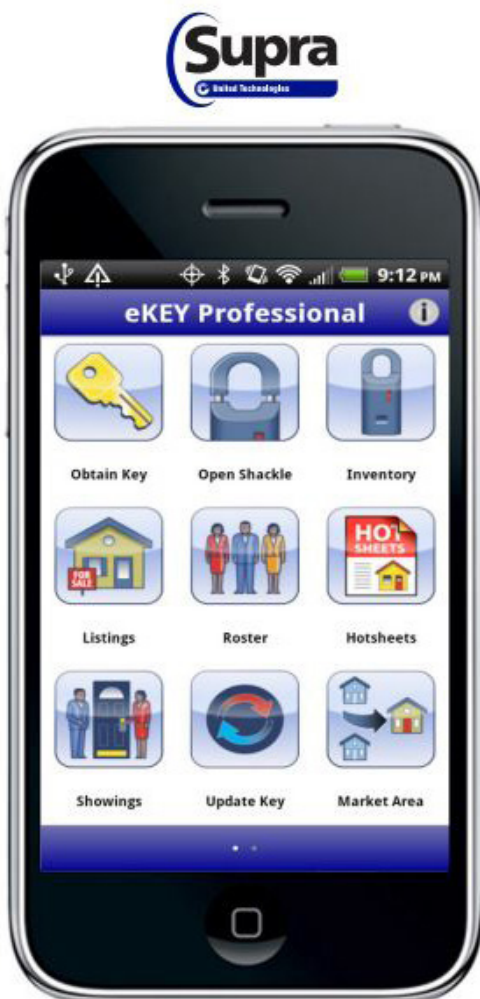 Supra
United Technologies
9:12 PM
eKEY Professional
i
Obtain Key
Open Shackle
Inventory
FOR
SALE
HOT
SHEETS
Listings
Roster
Hotsheets
Showings
Update Key
Market Area